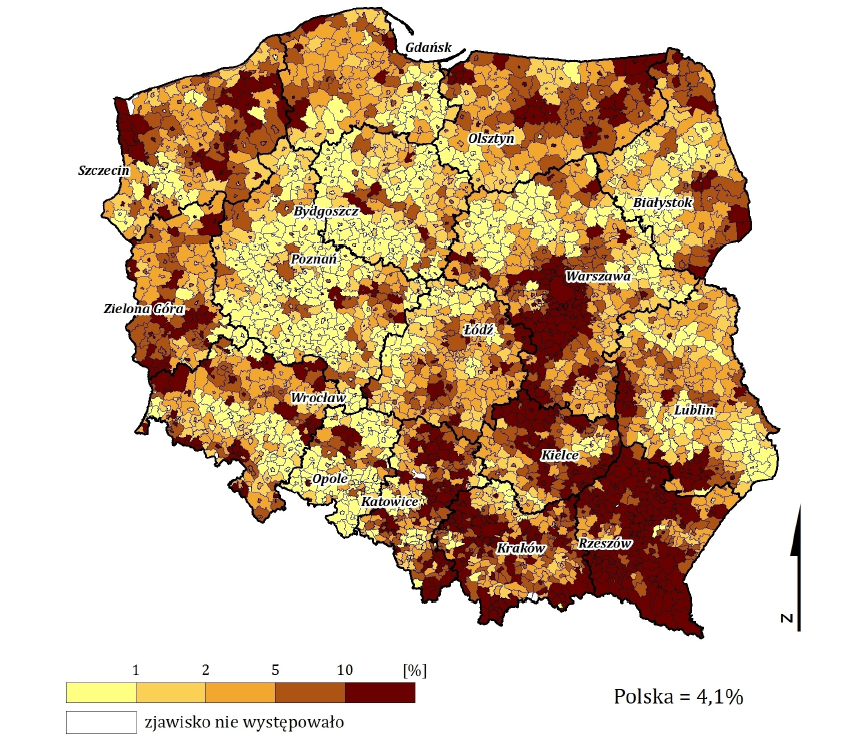 Gdańsk
Olsztyn
Szczecin
Białystok
Bydgoszcz
Poznań
Warszawa
Zielona Góra
Łódź
Wrocław
Lublin
Kielce
Opole
Katowice
Kraków
Rzeszów
N
1 2 5 10 [%]
Polska = 4,1%
zjawisko nie występowało